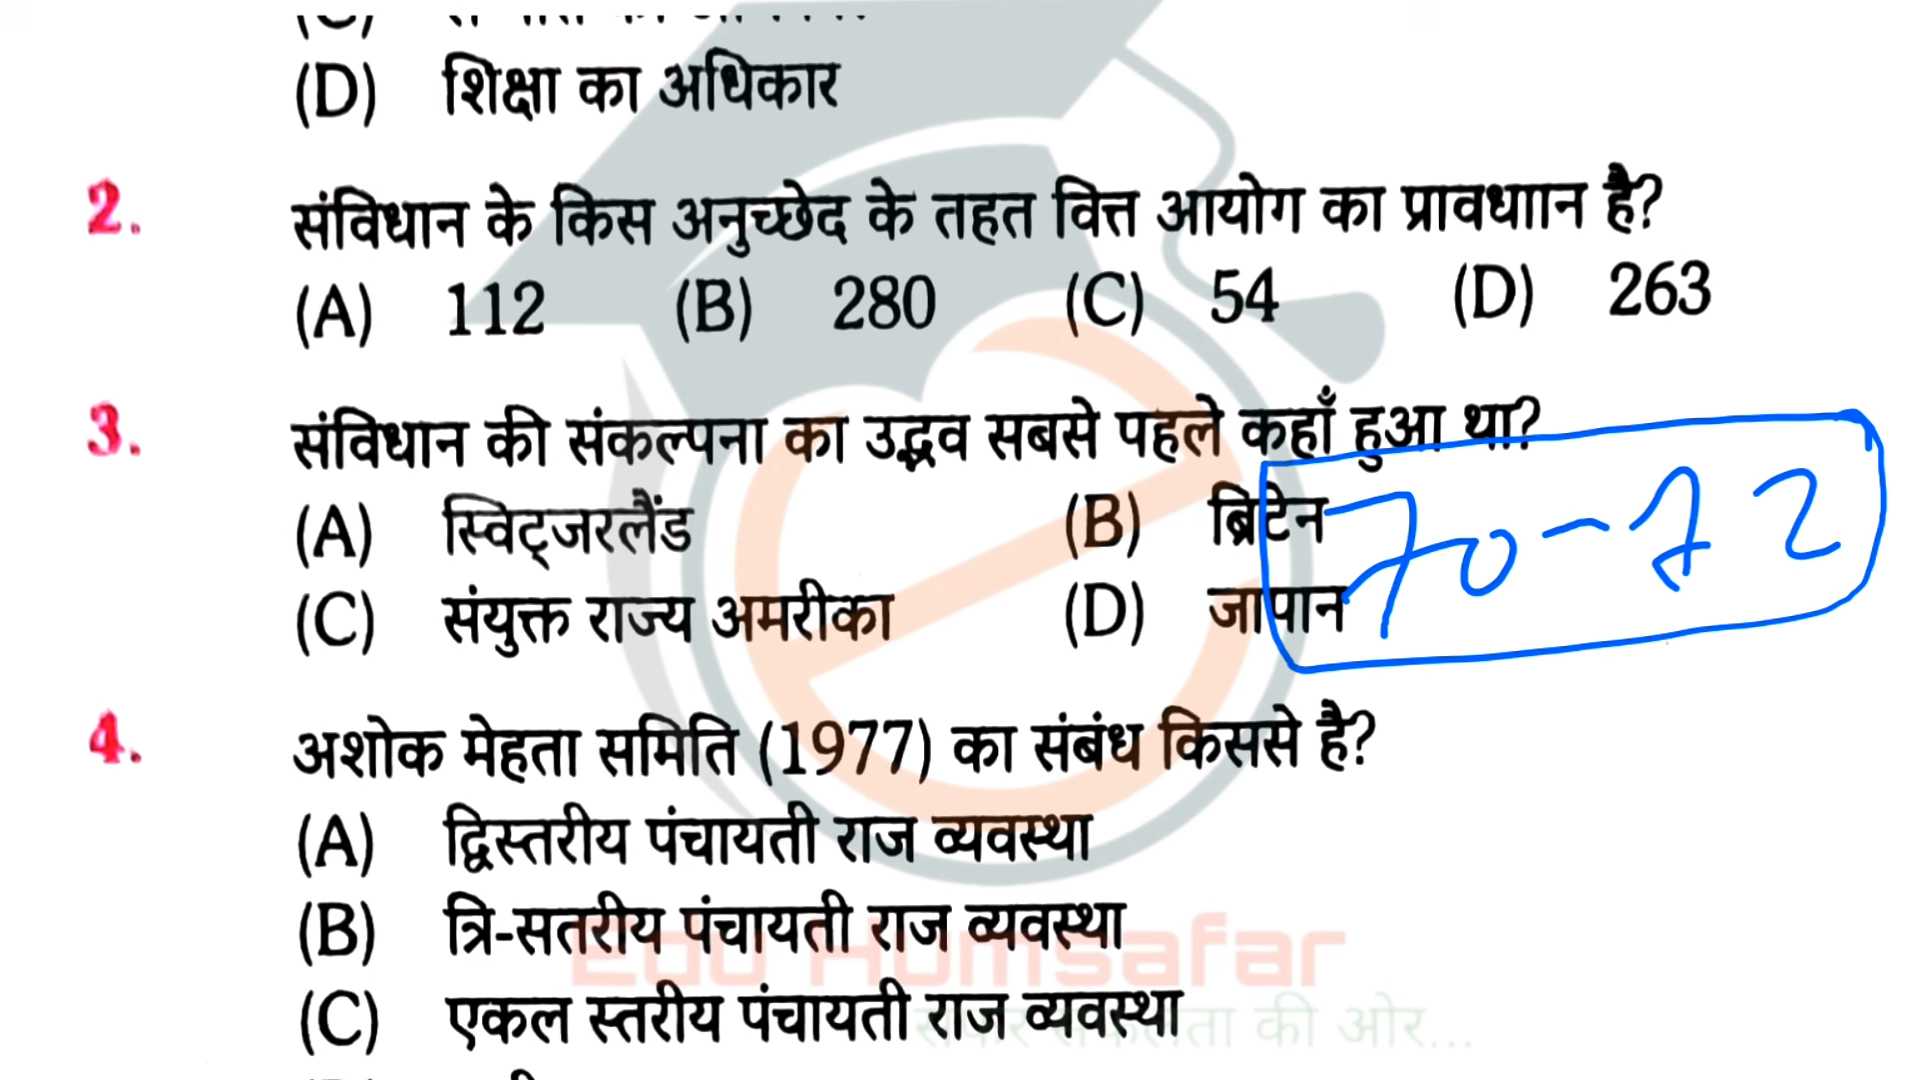 (D) शिक्षा का अधिकार
2. संविधान के किस अनुच्छेद के तहत वित्त आयोग का प्रावधाान है?
(A) 112 (B) 280 (C) 54 (D) 263
3. संविधान की संकल्पना का उद्भव सबसे पहले कहाँ हुआ था?
(A) स्विट्जरलैंड (B) ब्रिटेन
70-72
(C) संयुक्त राज्य अमरीका (D) जापान
4. अशोक मेहता समिति (1977) का संबंध किससे है?
(A) द्विस्तरीय पंचायती राज व्यवस्था
(B) त्रि-सतरीय पंचायती राज व्यवस्था
Edu Humsafar
(C) एकल स्तरीय पंचायती राज व्यवस्था
की ओर...